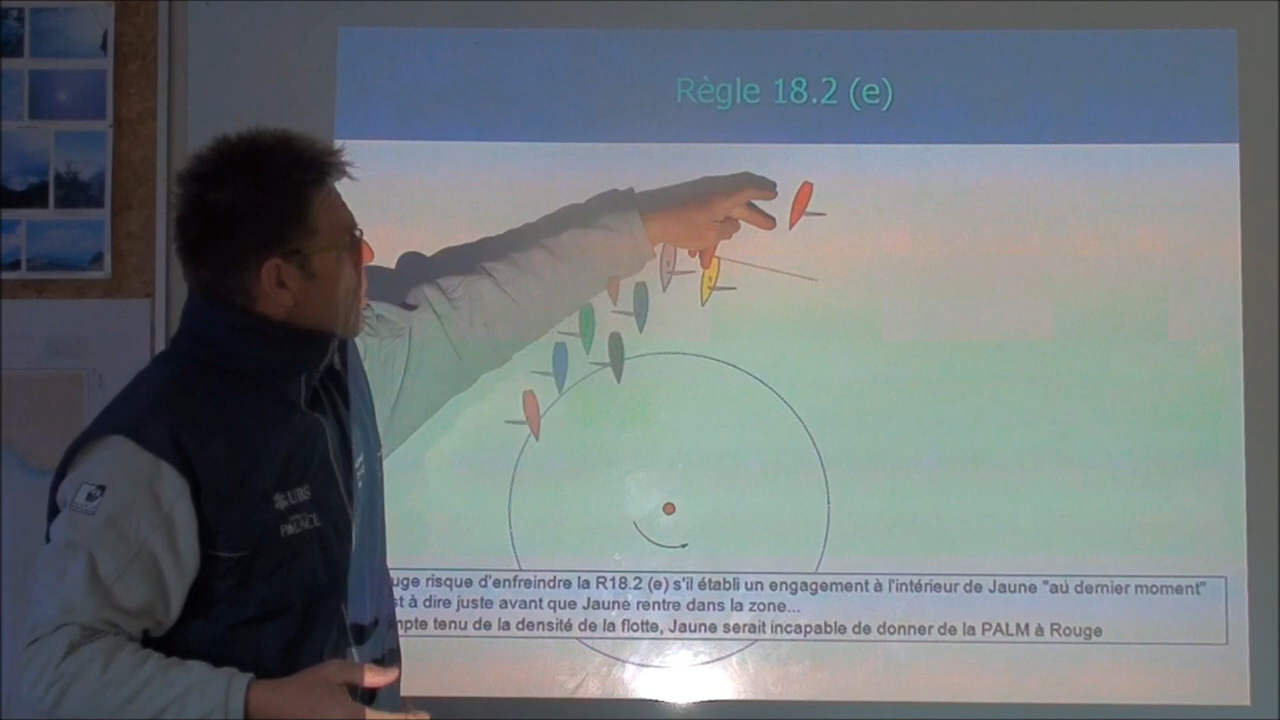 Règle 18.2 (e)
uge risque d'enfreindre la R18.2 (e) s'il établi un engagement à l'intérieur de Jaune "au dernier moment"
st à dire juste avant que Jaune rentre dans la zone...
mpte tenu de la densité de la flotte, Jaune serait incapable de donner de la PALM à Rouge
UBS
PALACE